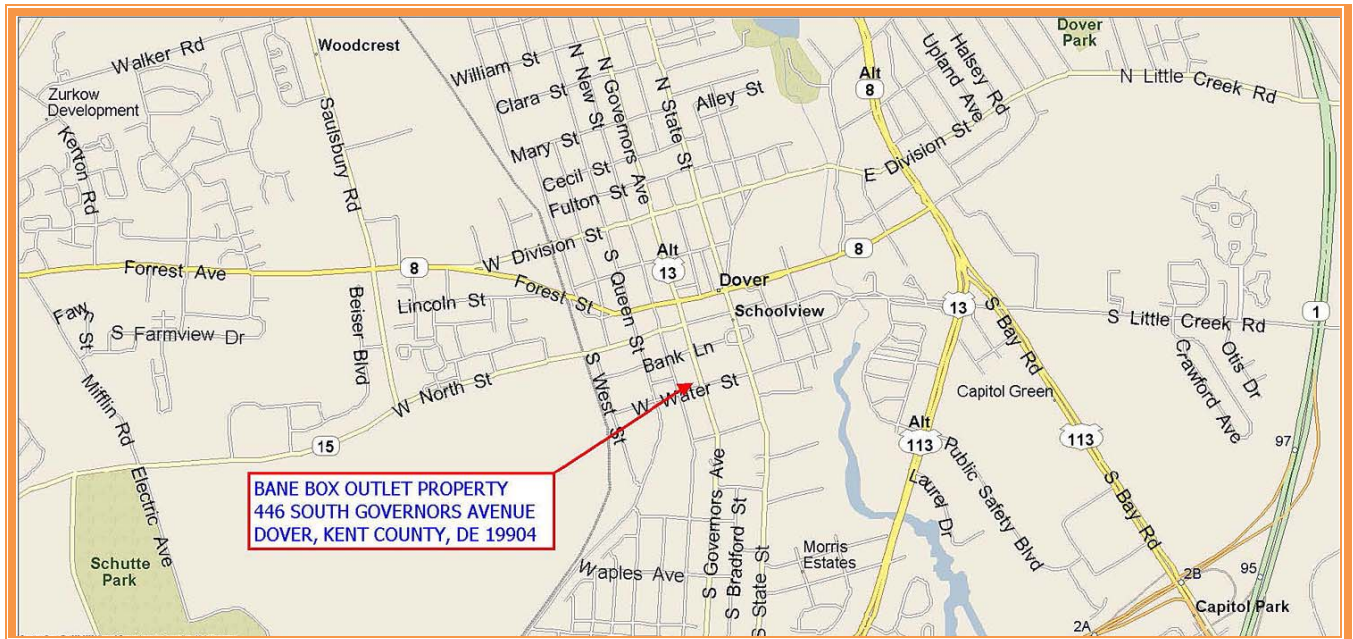 Woodcrest
Walker Rd
Zurkow
Development
Kenton Rd
Saulsbury Rd
William St
Clara St
Mary St
Cecil St
Fulton St
N New St
N Governors Ave
N State St
Alley St
Alt
8
Halsey Rd
Upland Ave
Dover
Park
N Little Creek Rd
E Division St
W Division St
Forrest Ave
8
Forest St
S Queen St
Alt
13
Dover
8
Schoolview
13
S Little Creek Rd
1
Fawn St
S Farmview Dr
Lincoln St
Beiser Blvd
Bank Ln
W Water St
W North St
S West St
15
Mifflin Rd
Electric Ave
S Bay Rd
Capitol Green
Crawford Ave
Otis Dr
Alt
113
113
97
Public Safety Blvd
Laurel Dr
S Bay Rd
BANE BOX OUTLET PROPERTY
446 SOUTH GOVERNORS AVENUE
DOVER, KENT COUNTY, DE 19904
S Governors Ave
S Bradford St
S State St
Waples Ave
Morris
Estates
Schutte
Park
2B
95
Capitol Park
2A